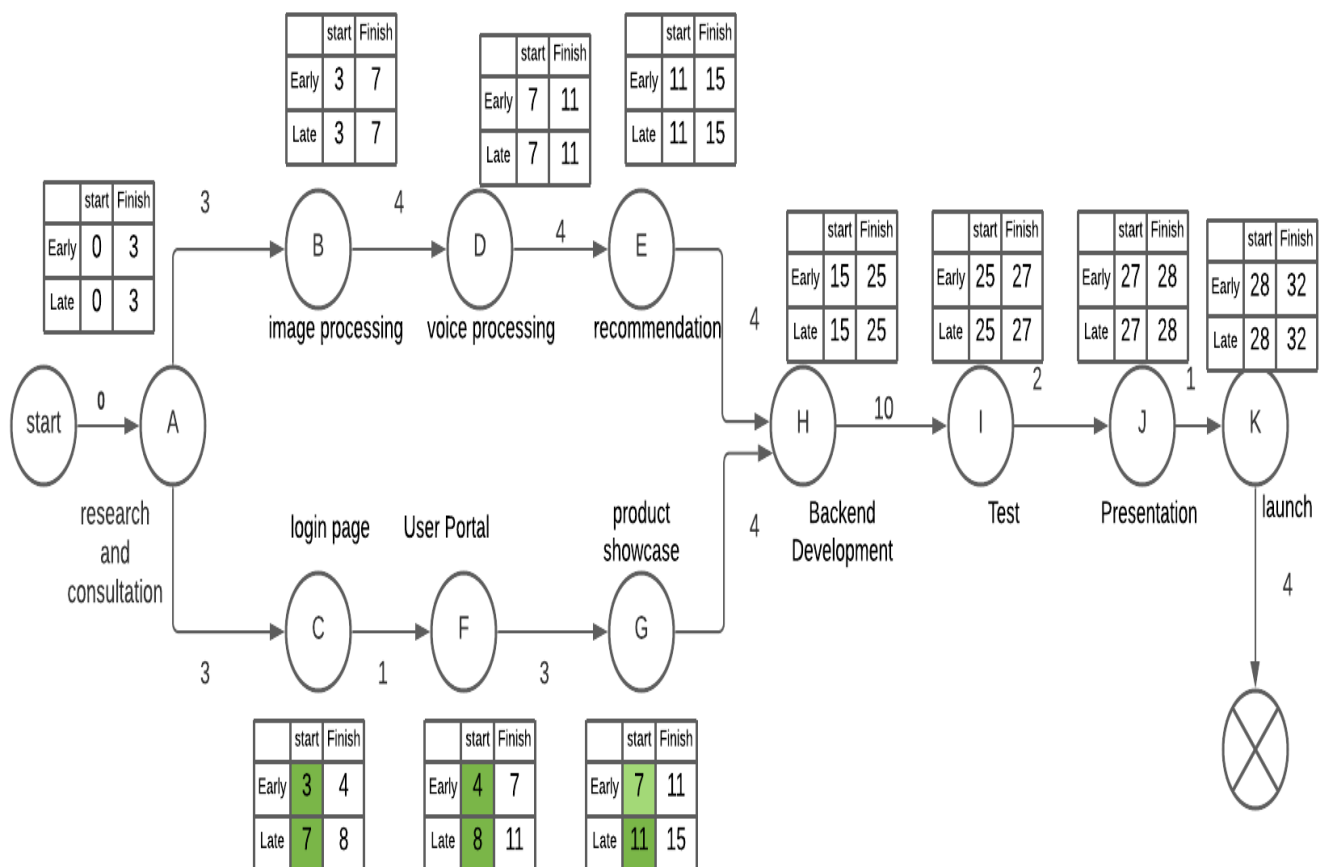 start Finish
Early 3 7
Late 3 7
start Finish
Early 7 11
Late 7 11
start Finish
Early 11 15
Late 11 15
start Finish
Early 0 3
Late 0 3
3
4
4
B
D
E
image processing
voice processing
recommendation
4
start Finish
Early 15 25
Late 15 25
start Finish
Early 25 27
Late 25 27
start Finish
Early 27 28
Late 27 28
start Finish
Early 28 32
Late 28 32
start
0
A
H
10
I
2
J
1
K
research
and
consultation
login page
User Portal
product
showcase
4
Backend
Development
Test
Presentation
launch
4
C
F
G
3
1
3
start Finish
Early 3 4
Late 7 8
start Finish
Early 4 7
Late 8 11
start Finish
Early 7 11
Late 11 15